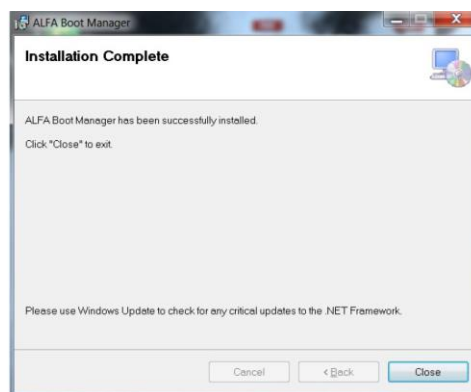 ALFA Boot Manager
Installation Complete
ALFA Boot Manager has been successfully installed.
Click "Close" to exit.
Please use Windows Update to check for any critical updates to the .NET Framework.
Cancel
< Back
Close